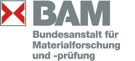 BAM
Bundesanstalt für
Materialforschung
und -prüfung